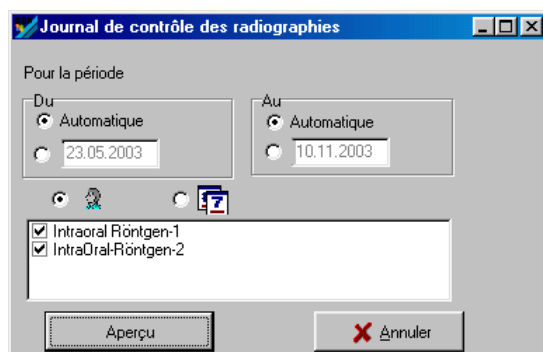 Journal de contrôle des radiographies
Pour la période
Du
Automatique
23.05.2003
Au
Automatique
10.11.2003
7
Intraoral Röntgen-1
IntraOral-Röntgen-2
Aperçu
Annuler